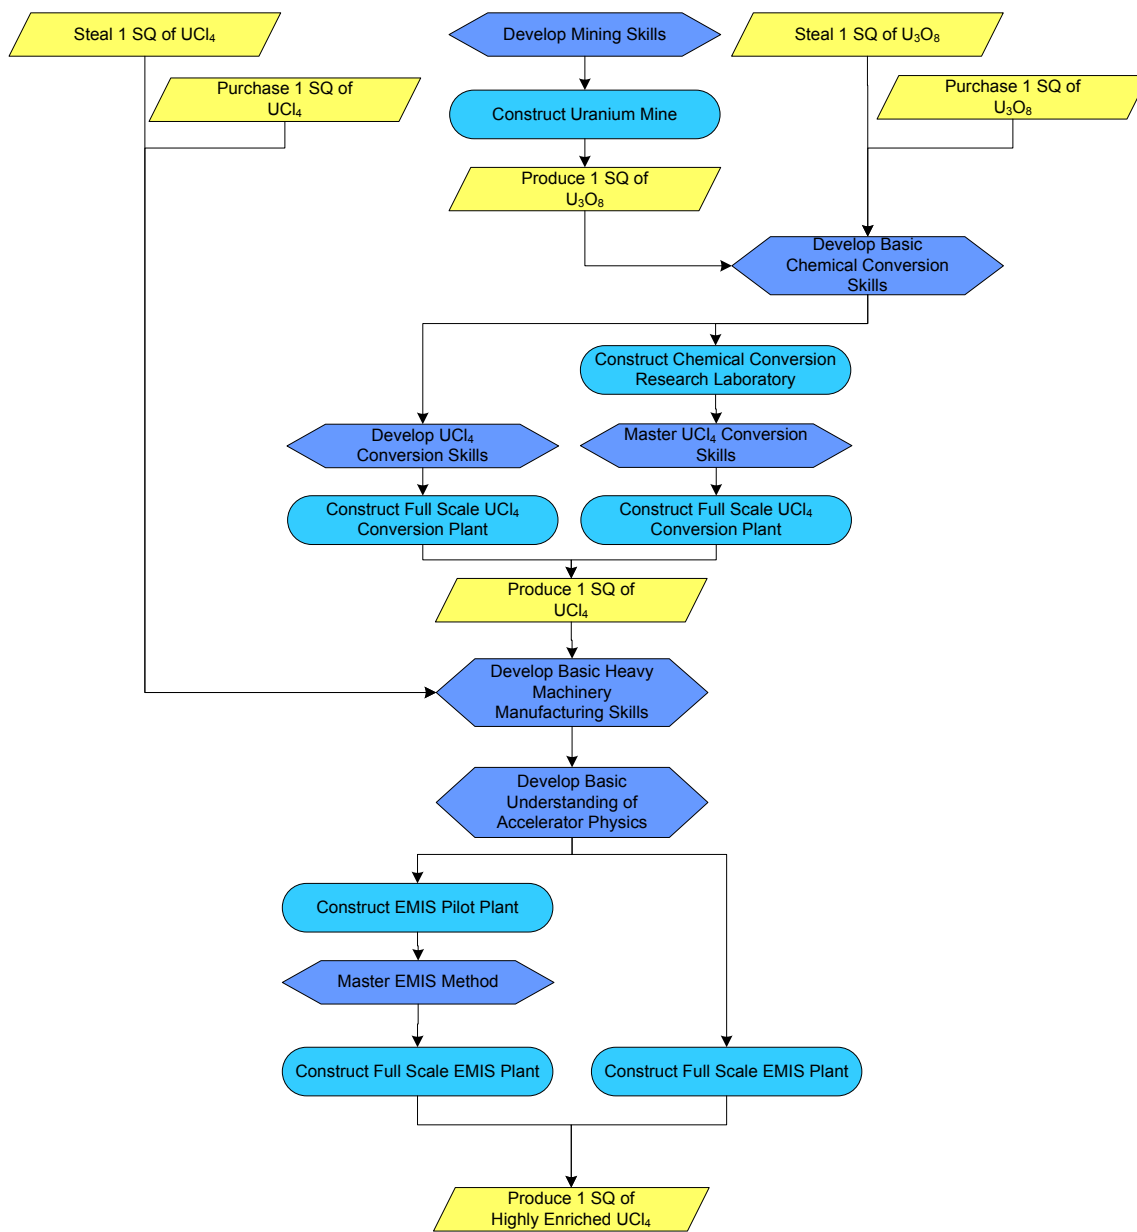 Steal 1 SQ of UCl₄
Develop Mining Skills
Steal 1 SQ of U₃O₈
Purchase 1 SQ of
UCl₄
Purchase 1 SQ of
U₃O₈
Construct Uranium Mine
Produce 1 SQ of
U₃O₈
Develop Basic
Chemical Conversion
Skills
Construct Chemical Conversion
Research Laboratory
Develop UCl₄
Conversion Skills
Master UCl₄ Conversion
Skills
Construct Full Scale UCl₄
Conversion Plant
Construct Full Scale UCl₄
Conversion Plant
Produce 1 SQ of
UCl₄
Develop Basic Heavy
Machinery
Manufacturing Skills
Develop Basic
Understanding of
Accelerator Physics
Construct EMIS Pilot Plant
Master EMIS Method
Construct Full Scale EMIS Plant
Construct Full Scale EMIS Plant
Produce 1 SQ of
Highly Enriched UCl₄